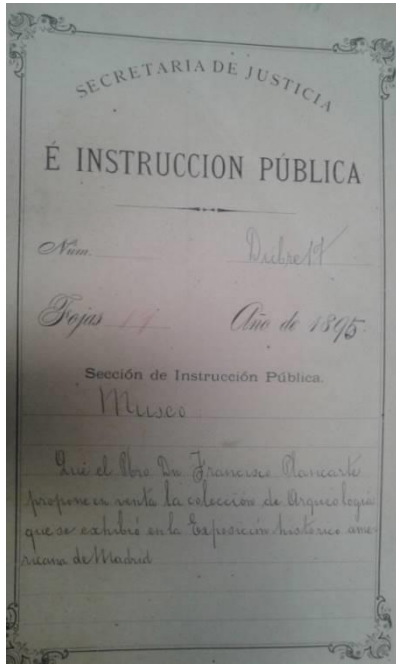 SECRETARIA DE JUSTICIA
É INSTRUCCION PÚBLICA
Núm. Dicbre 17
Fojas 19 Año de 1895
Sección de Instrucción Pública.
Museo
Que el Pbro Dn Francisco Plancarte
propone en venta la colección de Arqueología
que se exhibió en la Exposición histórico ame-
ricana de Madrid